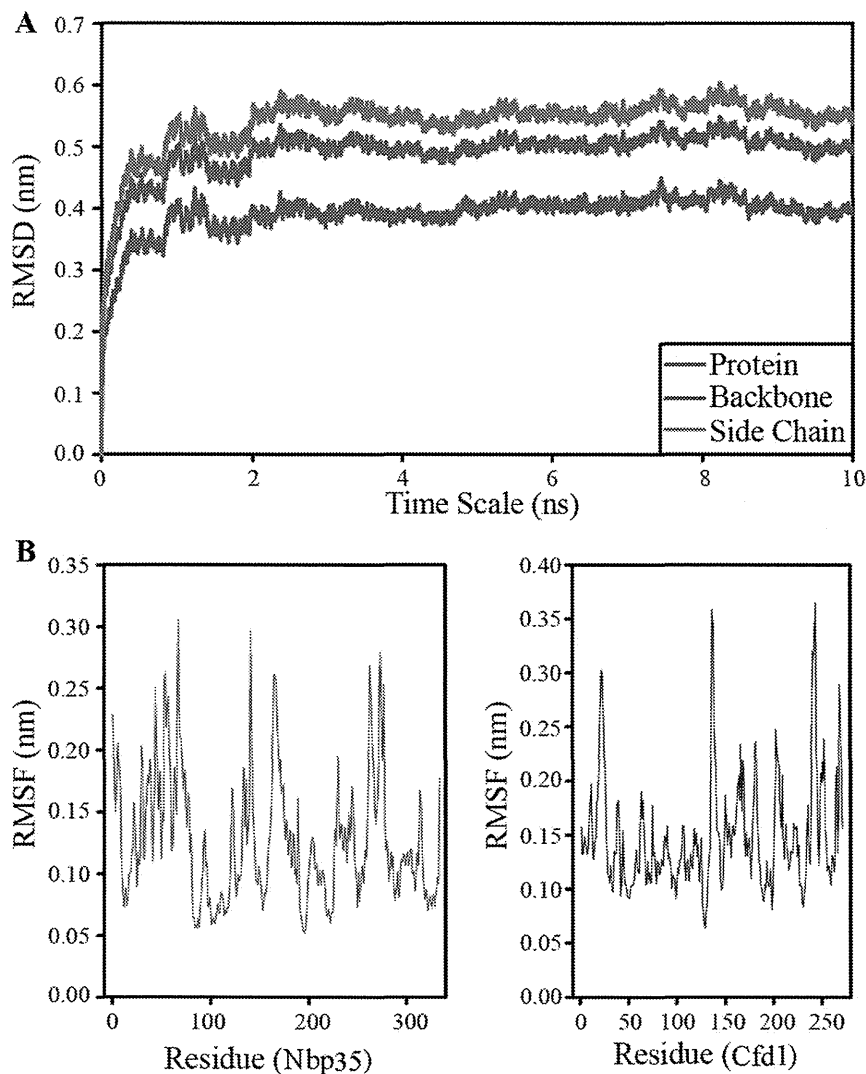 A
RMSD (nm)
0.7
0.6
0.5
0.4
0.3
0.2
0.1
0.0
0 2 4 6 8 10
Time Scale (ns)
Protein
Backbone
Side Chain
B
RMSF (nm)
0.35
0.30
0.25
0.20
0.15
0.10
0.05
0.00
0 100 200 300
Residue (Nbp35)
RMSF (nm)
0.40
0.35
0.30
0.25
0.20
0.15
0.10
0.05
0.00
0 50 100 150 200 250
Residue (Cfd1)